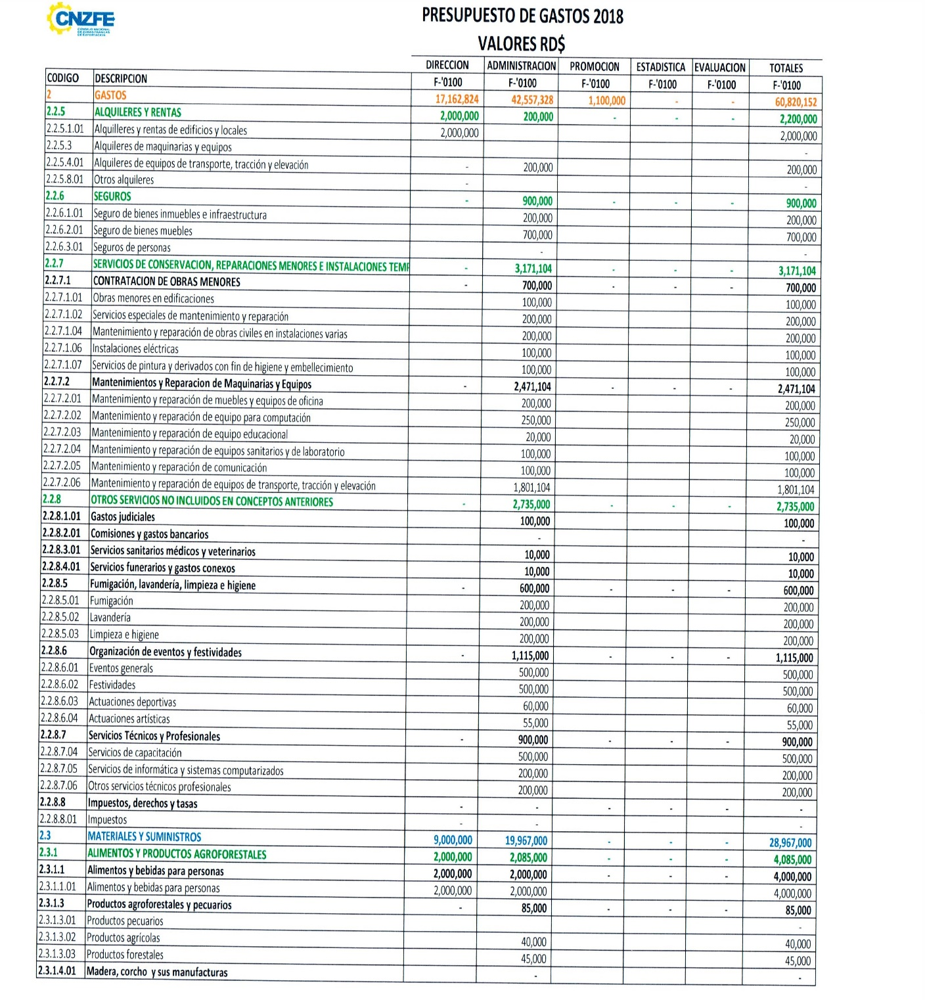 CNZFE
CONSEJO NACIONAL
DE ZONAS FRANCAS
DE EXPORTACION
PRESUPUESTO DE GASTOS 2018
VALORES RD$
DIRECCION ADMINISTRACION PROMOCION ESTADISTICA EVALUACION TOTALES
CODIGO DESCRIPCION F-'0100 F-'0100 F-'0100 F-'0100 F-'0100 F-'0100
2 GASTOS 17,162,824 42,557,328 1,100,000 - - 60,820,152
2.2.5 ALQUILERES Y RENTAS 2,000,000 200,000 - - - 2,200,000
2.2.5.1.01 Alquilleres y rentas de edificios y locales 2,000,000 2,000,000
2.2.5.3 Alquileres de maquinarias y equipos -
2.2.5.4.01 Alquileres de equipos de transporte, tracción y elevación - 200,000 200,000
2.2.5.8.01 Otros alquileres - -
2.2.6 SEGUROS - 900,000 - - - 900,000
2.2.6.1.01 Seguro de bienes inmuebles e infraestructura 200,000 200,000
2.2.6.2.01 Seguro de bienes muebles 700,000 700,000
2.2.6.3.01 Seguros de personas - -
2.2.7 SERVICIOS DE CONSERVACION, REPARACIONES MENORES E INSTALACIONES TEMP - 3,171,104 - - - 3,171,104
2.2.7.1 CONTRATACION DE OBRAS MENORES - 700,000 - - - 700,000
2.2.7.1.01 Obras menores en edificaciones 100,000 100,000
2.2.7.1.02 Servicios especiales de mantenimiento y reparación 200,000 200,000
2.2.7.1.04 Mantenimiento y reparación de obras civiles en instalaciones varias 200,000 200,000
2.2.7.1.06 Instalaciones eléctricas 100,000 100,000
2.2.7.1.07 Servicios de pintura y derivados con fin de higiene y embellecimiento 100,000 100,000
2.2.7.2 Mantenimientos y Reparacion de Maquinarias y Equipos - 2,471,104 - - - 2,471,104
2.2.7.2.01 Mantenimiento y reparación de muebles y equipos de oficina 200,000 200,000
2.2.7.2.02 Mantenimiento y reparación de equipo para computación 250,000 250,000
2.2.7.2.03 Mantenimiento y reparación de equipo educacional 20,000 20,000
2.2.7.2.04 Mantenimiento y reparación de equipos sanitarios y de laboratorio 100,000 100,000
2.2.7.2.05 Mantenimiento y reparación de comunicación 100,000 100,000
2.2.7.2.06 Mantenimiento y reparación de equipos de transporte, tracción y elevación 1,801,104 1,801,104
2.2.8 OTROS SERVICIOS NO INCLUIDOS EN CONCEPTOS ANTERIORES - 2,735,000 - - - 2,735,000
2.2.8.1.01 Gastos judiciales 100,000 100,000
2.2.8.2.01 Comisiones y gastos bancarios - -
2.2.8.3.01 Servicios sanitarios médicos y veterinarios 10,000 10,000
2.2.8.4.01 Servicios funerarios y gastos conexos 10,000 10,000
2.2.8.5 Fumigación, lavandería, limpieza e higiene - 600,000 - - - 600,000
2.2.8.5.01 Fumigación 200,000 200,000
2.2.8.5.02 Lavandería 200,000 200,000
2.2.8.5.03 Limpieza e higiene 200,000 200,000
2.2.8.6 Organización de eventos y festividades - 1,115,000 - - - 1,115,000
2.2.8.6.01 Eventos generals 500,000 500,000
2.2.8.6.02 Festividades 500,000 500,000
2.2.8.6.03 Actuaciones deportivas 60,000 60,000
2.2.8.6.04 Actuaciones artísticas 55,000 55,000
2.2.8.7 Servicios Técnicos y Profesionales - 900,000 - - - 900,000
2.2.8.7.04 Servicios de capacitación 500,000 500,000
2.2.8.7.05 Servicios de informática y sistemas computarizados 200,000 200,000
2.2.8.7.06 Otros servicios técnicos profesionales 200,000 200,000
2.2.8.8 Impuestos, derechos y tasas - - - - - -
2.2.8.8.01 Impuestos - - -
2.3 MATERIALES Y SUMINISTROS 9,000,000 19,967,000 - - - 28,967,000
2.3.1 ALIMENTOS Y PRODUCTOS AGROFORESTALES 2,000,000 2,085,000 - - - 4,085,000
2.3.1.1 Alimentos y bebidas para personas 2,000,000 2,000,000 - - - 4,000,000
2.3.1.1.01 Alimentos y bebidas para personas 2,000,000 2,000,000 4,000,000
2.3.1.3 Productos agroforestales y pecuarios - 85,000 - - - 85,000
2.3.1.3.01 Productos pecuarios -
2.3.1.3.02 Productos agrícolas 40,000 40,000
2.3.1.3.03 Productos forestales 45,000 45,000
2.3.1.4.01 Madera, corcho y sus manufacturas - -